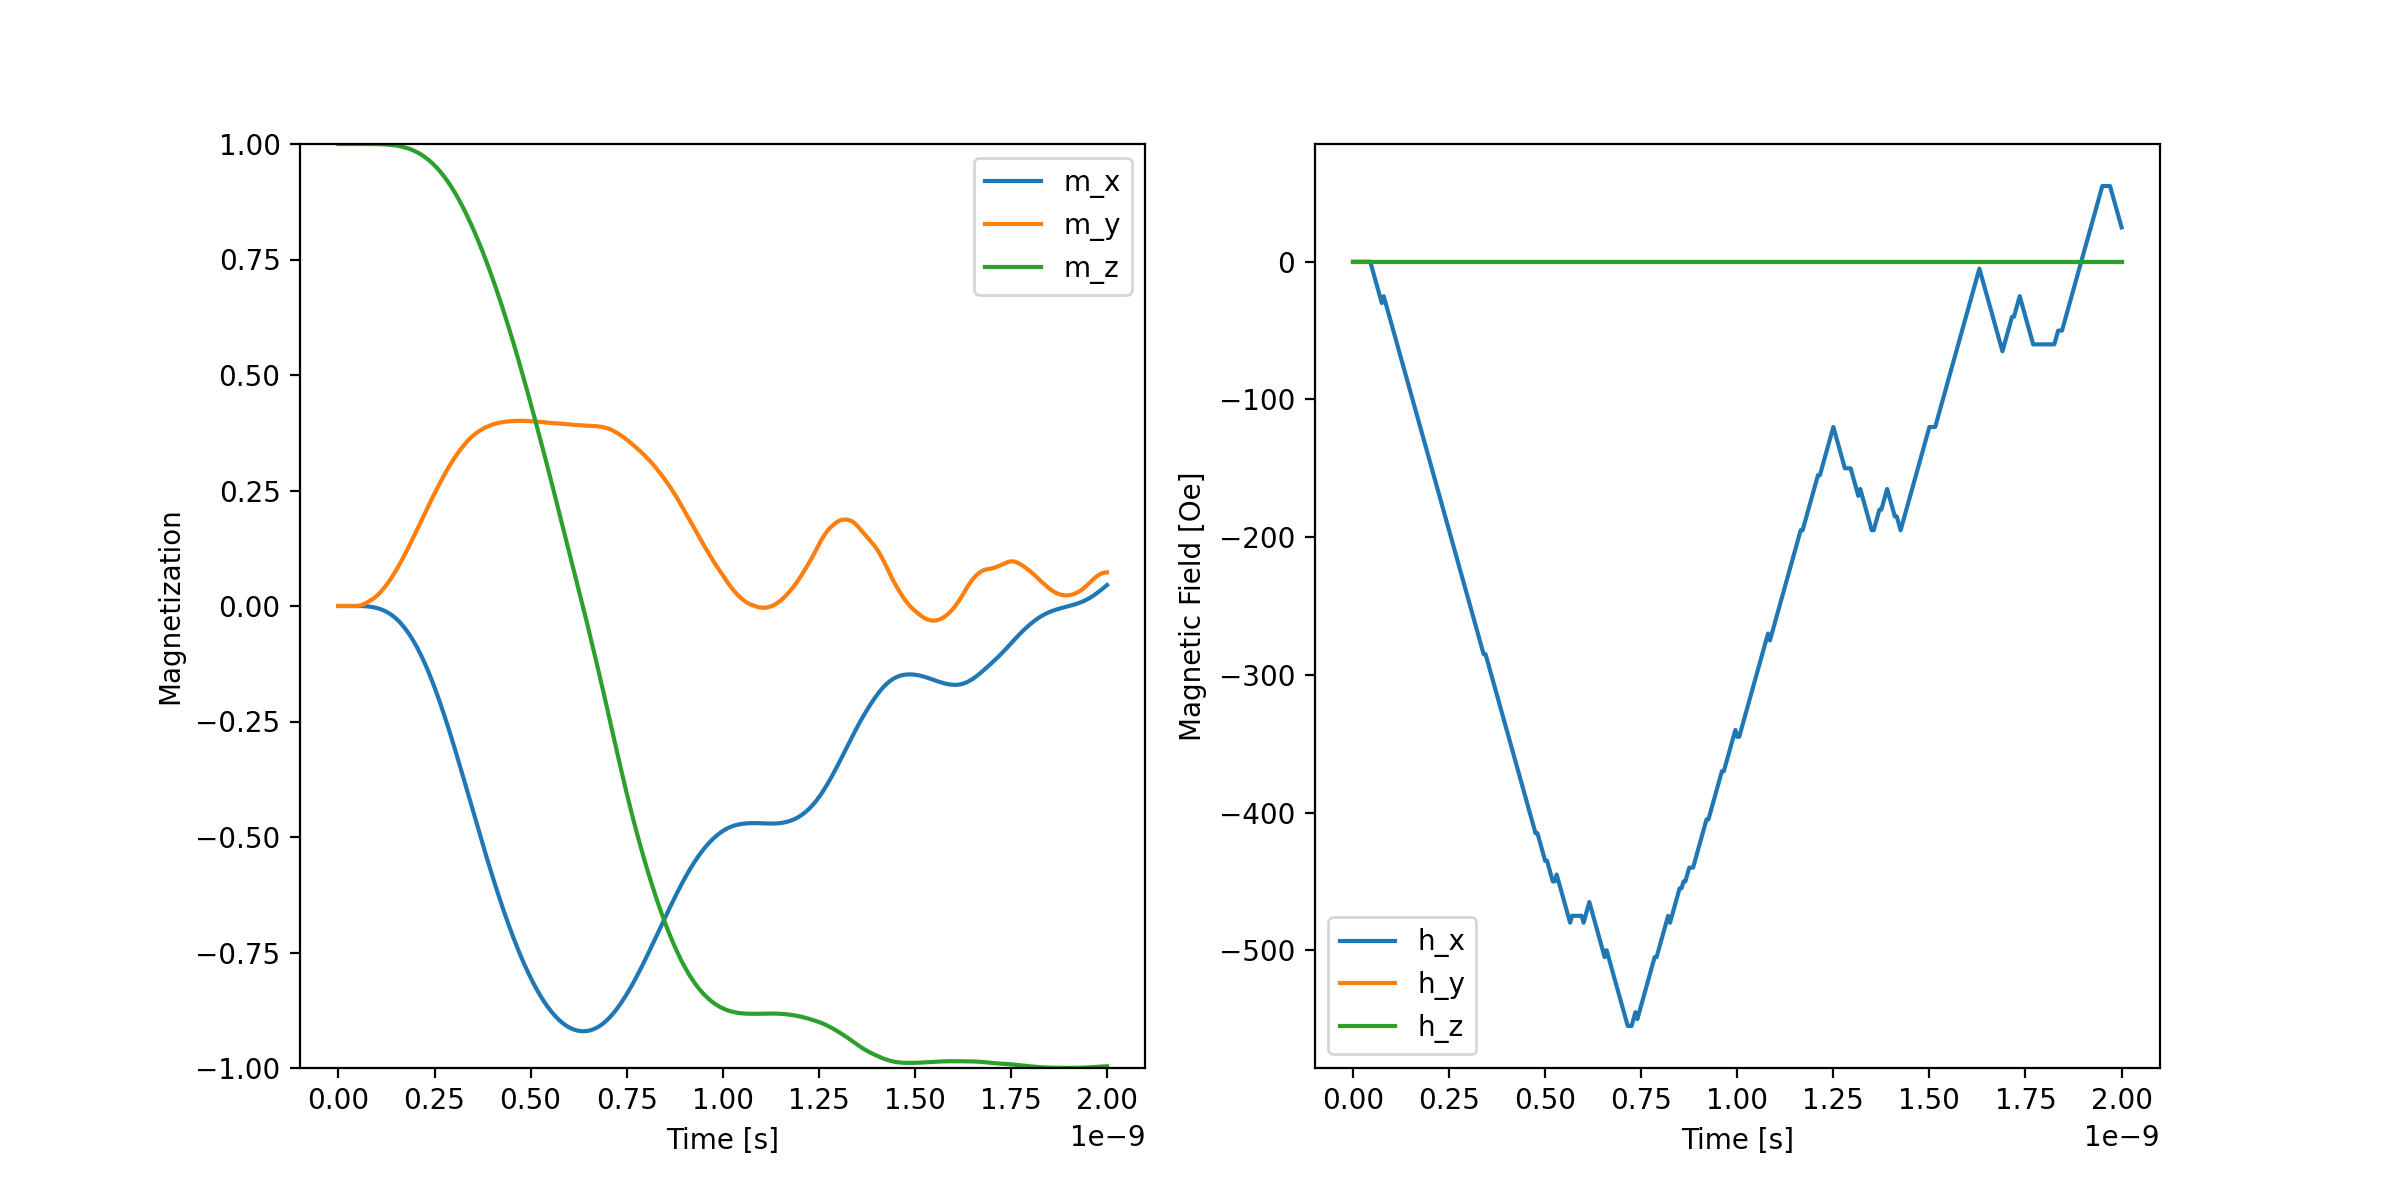 1.00
0.75
0.50
0.25
0.00
−0.25
−0.50
−0.75
−1.00
Magnetization
m_x
m_y
m_z
0.00 0.25 0.50 0.75 1.00 1.25 1.50 1.75 2.00
Time [s]
1e−9
0
−100
−200
−300
−400
−500
Magnetic Field [Oe]
h_x
h_y
h_z
0.00 0.25 0.50 0.75 1.00 1.25 1.50 1.75 2.00
Time [s]
1e−9